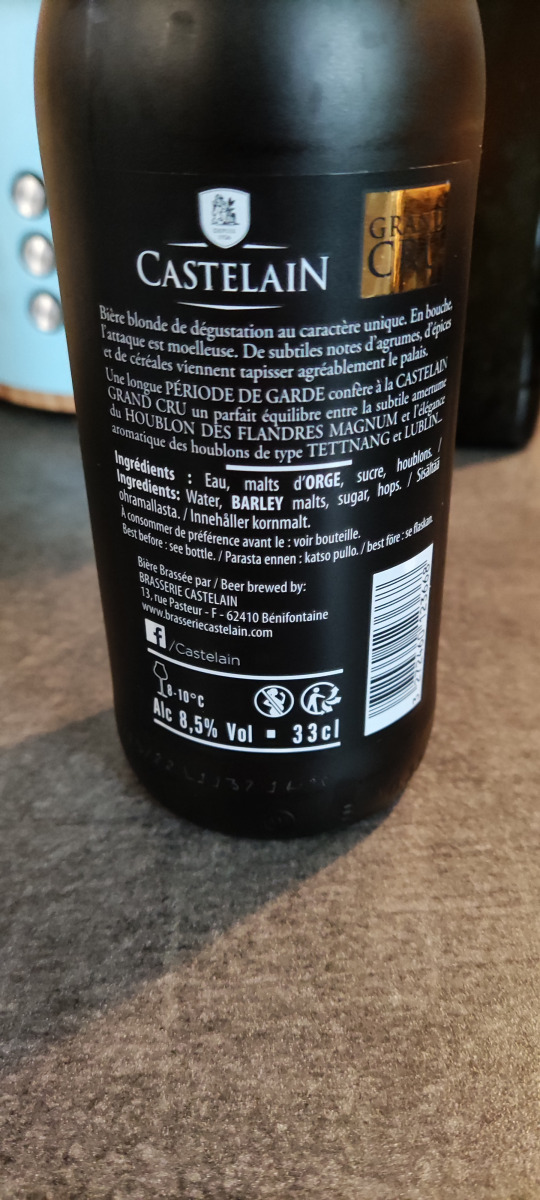 DEPUIS
CASTELAIN
GRAND
CRU
Bière blonde de dégustation au caractère unique. En bouche,
l'attaque est moelleuse. De subtiles notes d'agrumes, d'épices
et de céréales viennent tapisser agréablement le palais.
Une longue PÉRIODE DE GARDE confère à la CASTELAIN
GRAND CRU un parfait équilibre entre la subtile amertume
du HOUBLON DES FLANDRES MAGNUM et l'élégance
aromatique des houblons de type TETTNANG et LUBLIN...
Ingrédients : Eau, malts d'ORGE, sucre, houblons. /
Ingredients: Water, BARLEY malts, sugar, hops. / Sisältää
ohramallasta. / Innehåller kornmalt.
À consommer de préférence avant le : voir bouteille.
Best before : see bottle. / Parasta ennen : katso pullo. / best före : se flaskan.
Bière Brassée par / Beer brewed by:
BRASSERIE CASTELAIN
13, rue Pasteur - F - 62410 Bénifontaine
www.brasseriecastelain.com
f /Castelain
8-10°C
Alc 8,5% Vol ▪ 33cl